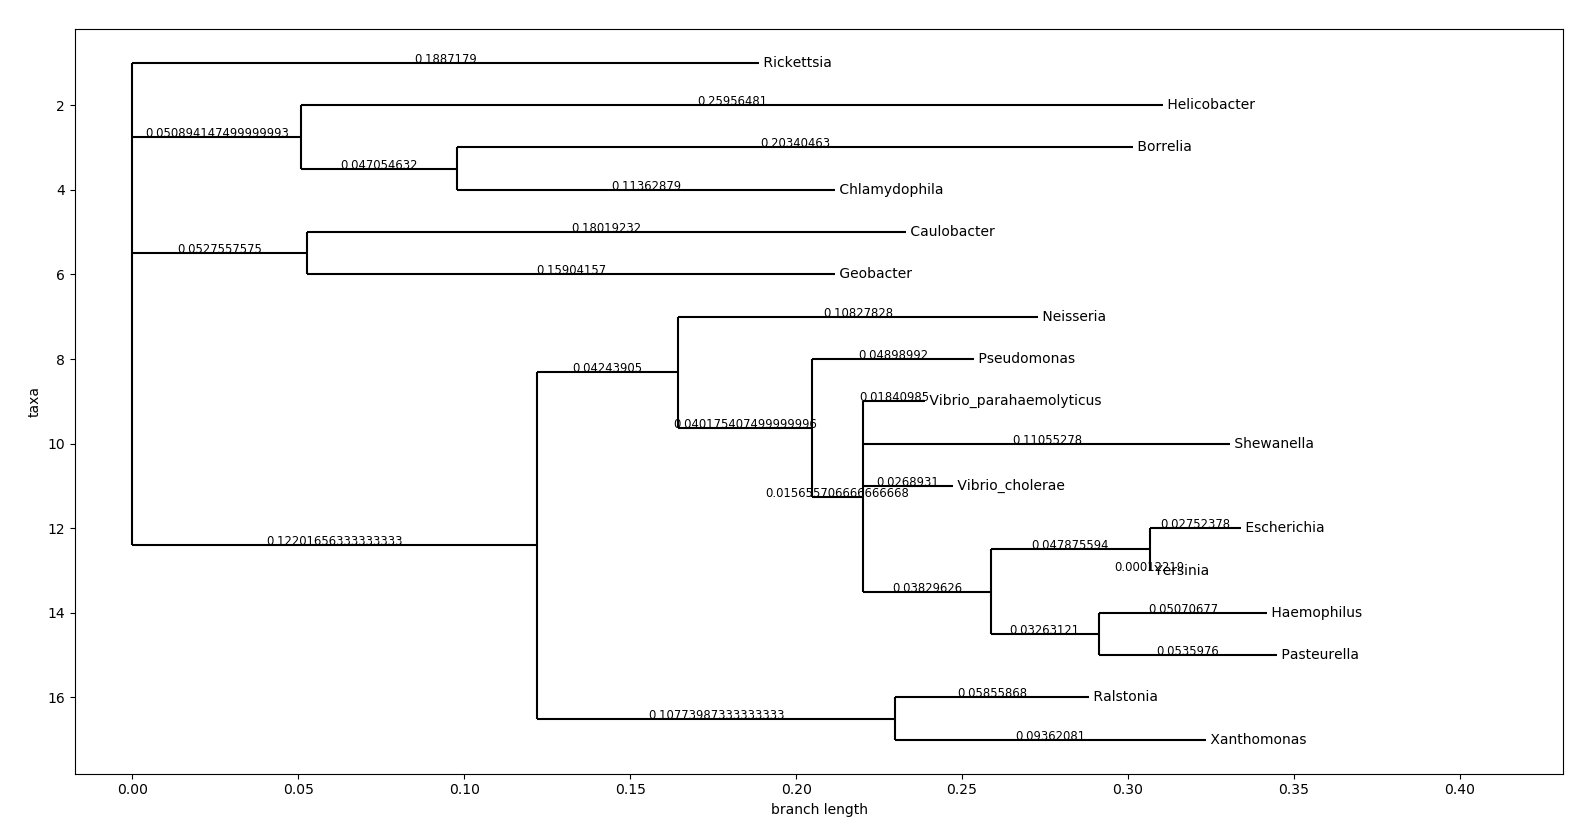 0.1887179
Rickettsia
2
0.25956481
Helicobacter
0.050894147499999993
0.20340463
Borrelia
0.047054632
4
0.11362879
Chlamydophila
0.18019232
Caulobacter
0.0527557575
6
0.15904157
Geobacter
0.10827828
Neisseria
8
0.04898992
Pseudomonas
0.04243905
taxa
0.01840985
Vibrio_parahaemolyticus
0.040175407499999996
10
0.11055278
Shewanella
0.0268931
Vibrio_cholerae
0.015655706666666668
12
0.02752378
Escherichia
0.12201656333333333
0.047875594
0.00012219
Yersinia
0.03829626
14
0.05070677
Haemophilus
0.03263121
0.0535976
Pasteurella
16
0.05855868
Ralstonia
0.10773987333333333
0.09362081
Xanthomonas
0.00 0.05 0.10 0.15 0.20 0.25 0.30 0.35 0.40
branch length